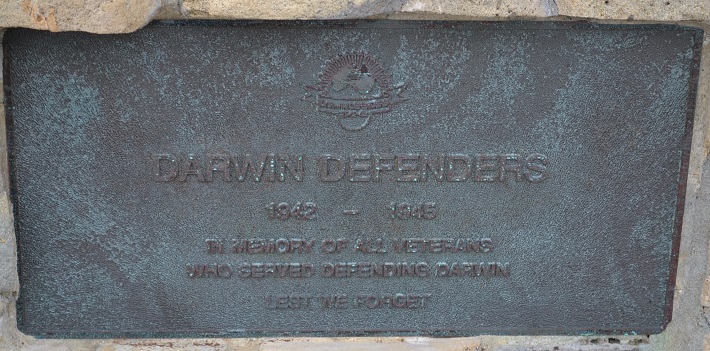 DARWIN DEFENDERS
1942 - 1945
IN MEMORY OF ALL VETERANS
WHO SERVED DEFENDING DARWIN
LEST WE FORGET